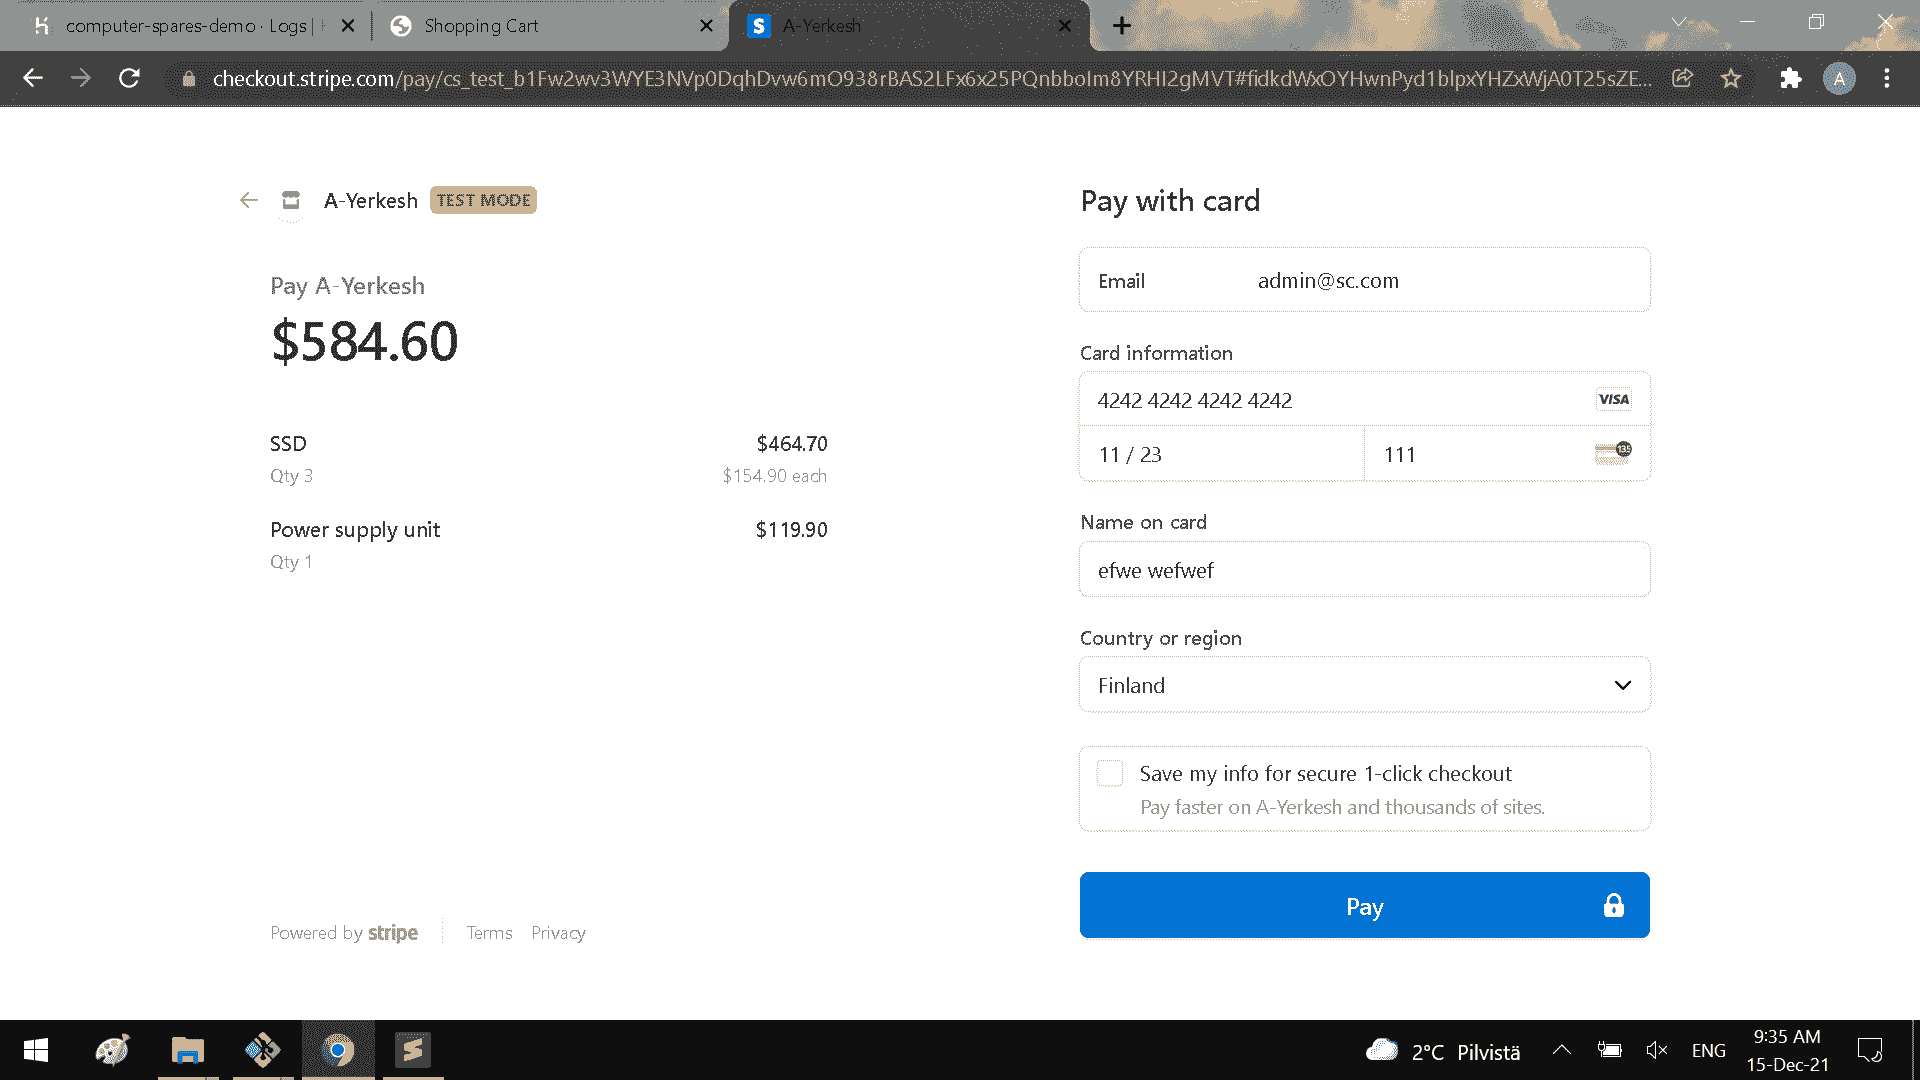 computer-spares-demo · Logs |
Shopping Cart
A-Yerkesh
checkout.stripe.com/pay/cs_test_b1Fw2wv3WYE3NVp0DqhDvw6mO938rBAS2LFx6x25PQnbboIm8YRHI2gMVT#fidkdWxOYHwnPyd1blpxYHZxWjA0T25sZE...
A
A-Yerkesh TEST MODE
Pay A-Yerkesh
$584.60
SSD $464.70
Qty 3 $154.90 each
Power supply unit $119.90
Qty 1
Powered by stripe Terms Privacy
Pay with card
Email admin@sc.com
Card information
4242 4242 4242 4242 VISA
11 / 23 111 135
Name on card
efwe wefwef
Country or region
Finland
Save my info for secure 1-click checkout
Pay faster on A-Yerkesh and thousands of sites.
Pay
2°C Pilvistä ENG 9:35 AM
15-Dec-21